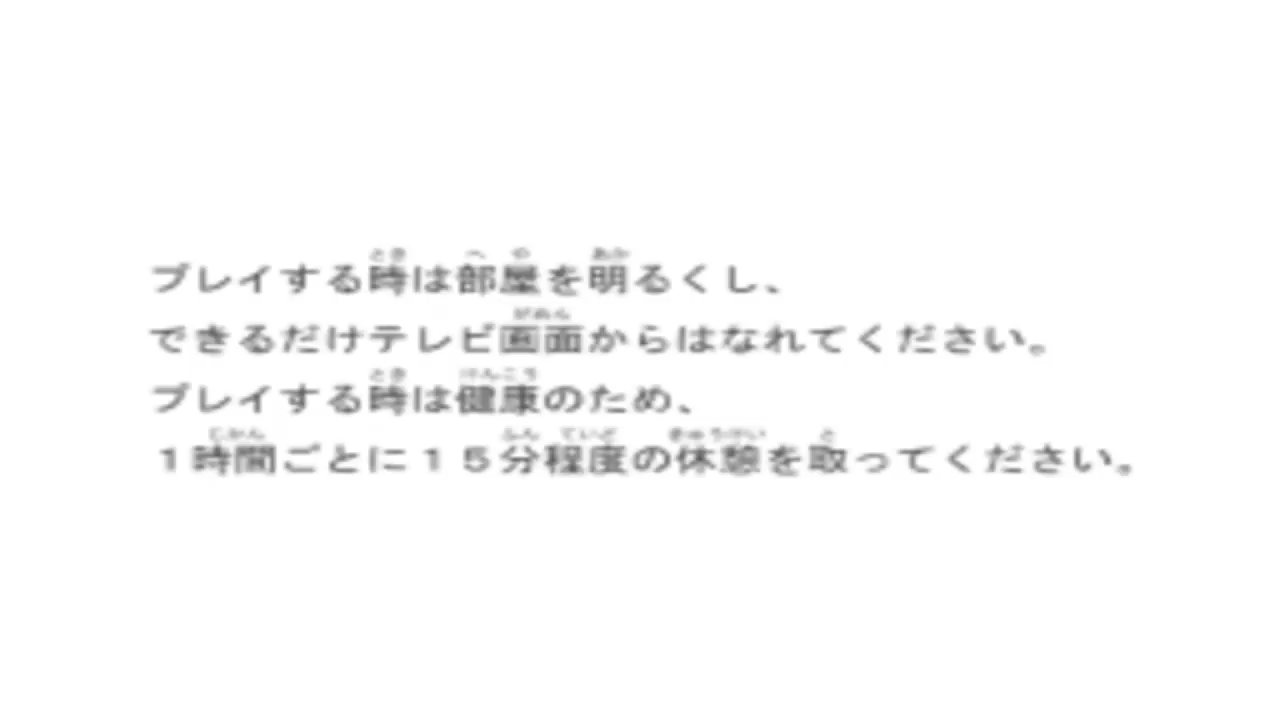 プレイする時は部屋を明るくし、
できるだけテレビ画面からはなれてください。
プレイする時は健康のため、
１時間ごとに１５分程度の休憩を取ってください。